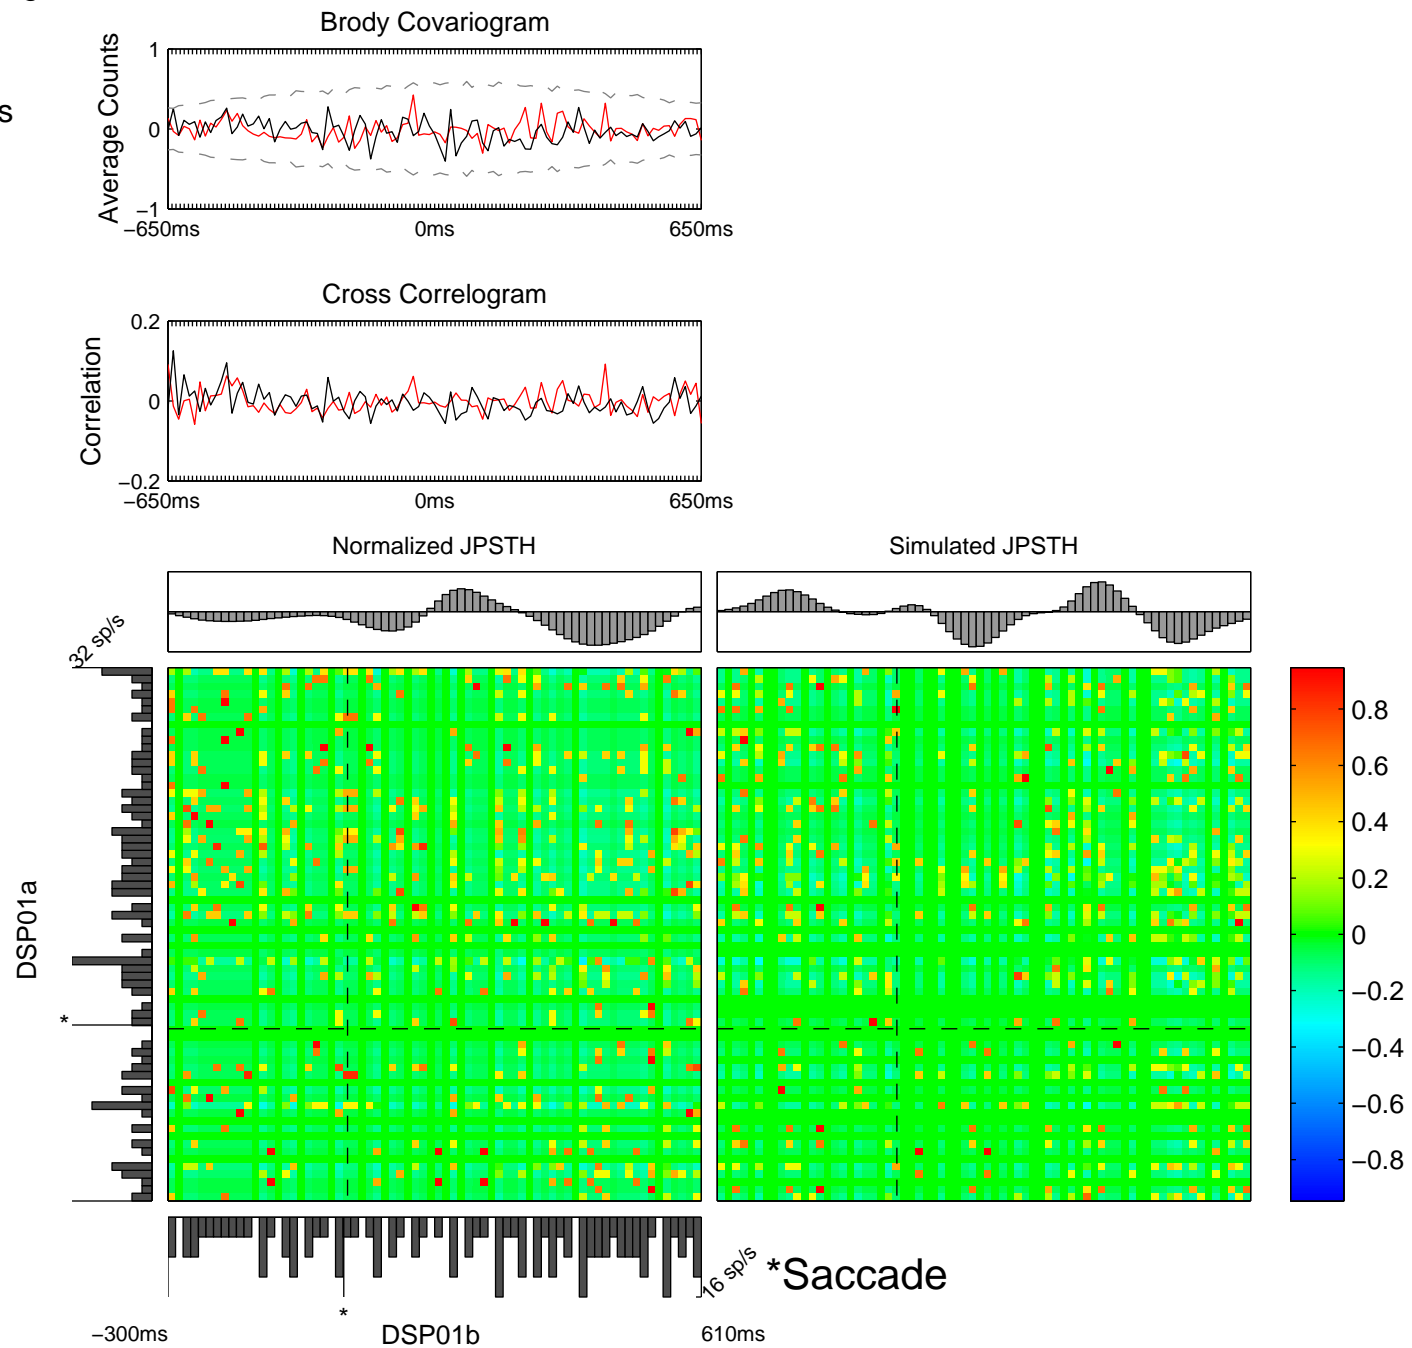 Brody Covariogram
Average Counts
1
0
−1
−650ms
0ms
650ms
s
Cross Correlogram
Correlation
0.2
0
−0.2
−650ms
0ms
650ms
Normalized JPSTH
Simulated JPSTH
32 sp/s
DSP01a
*
0.8
0.6
0.4
0.2
0
−0.2
−0.4
−0.6
−0.8
16 sp/s
*Saccade
*
−300ms
DSP01b
610ms